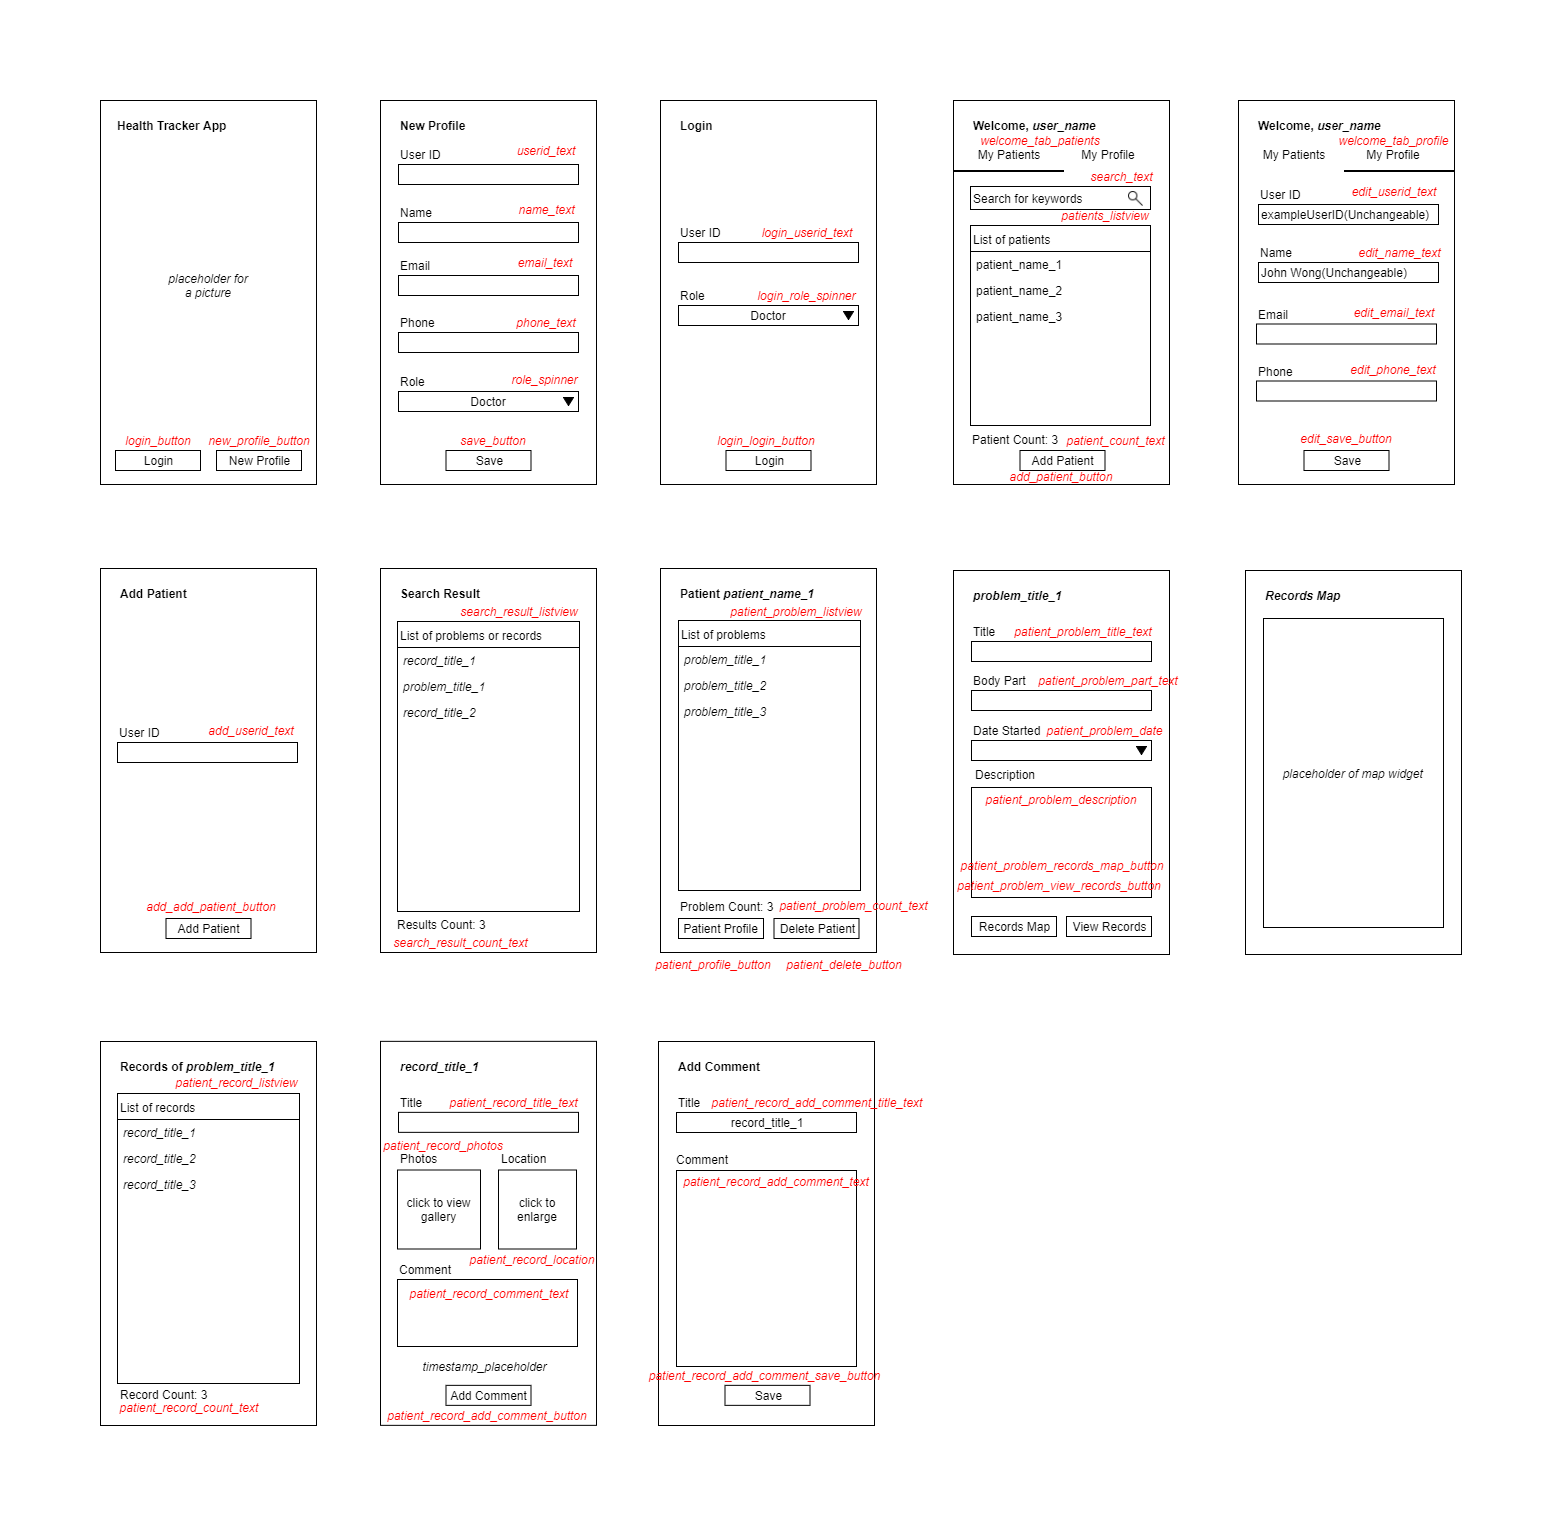 Health Tracker App
placeholder for
a picture
login_button
new_profile_button
Login
New Profile
New Profile
User ID
userid_text
Name
name_text
Email
email_text
Phone
phone_text
Role
role_spinner
Doctor
save_button
Save
Login
User ID
login_userid_text
Role
login_role_spinner
Doctor
login_login_button
Login
Welcome, user_name
welcome_tab_patients
My Patients
My Profile
search_text
Search for keywords
patients_listview
List of patients
patient_name_1
patient_name_2
patient_name_3
Patient Count: 3
patient_count_text
Add Patient
add_patient_button
Welcome, user_name
welcome_tab_profile
My Patients
My Profile
User ID
edit_userid_text
exampleUserID(Unchangeable)
Name
edit_name_text
John Wong(Unchangeable)
Email
edit_email_text
Phone
edit_phone_text
edit_save_button
Save
Add Patient
User ID
add_userid_text
add_add_patient_button
Add Patient
Search Result
search_result_listview
List of problems or records
record_title_1
problem_title_1
record_title_2
Results Count: 3
search_result_count_text
Patient patient_name_1
patient_problem_listview
List of problems
problem_title_1
problem_title_2
problem_title_3
Problem Count: 3
patient_problem_count_text
Patient Profile
Delete Patient
patient_profile_button
patient_delete_button
problem_title_1
Title
patient_problem_title_text
Body Part
patient_problem_part_text
Date Started
patient_problem_date
Description
patient_problem_description
patient_problem_records_map_button
patient_problem_view_records_button
Records Map
View Records
Records Map
placeholder of map widget
Records of problem_title_1
patient_record_listview
List of records
record_title_1
record_title_2
record_title_3
Record Count: 3
patient_record_count_text
record_title_1
Title
patient_record_title_text
patient_record_photos
Photos
Location
click to view
gallery
click to
enlarge
patient_record_location
Comment
patient_record_comment_text
timestamp_placeholder
Add Comment
patient_record_add_comment_button
Add Comment
Title
patient_record_add_comment_title_text
record_title_1
Comment
patient_record_add_comment_text
patient_record_add_comment_save_button
Save